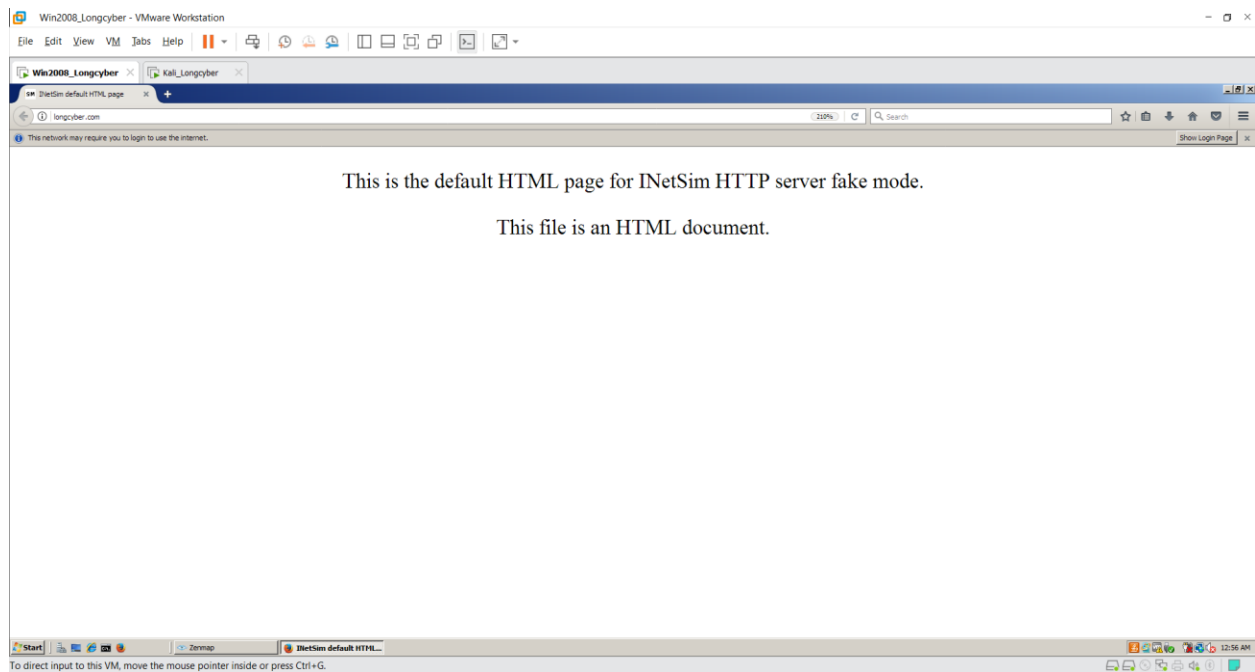 Win2008_Longcyber - VMware Workstation
File Edit View VM Tabs Help
Win2008_Longcyber Kali_Longcyber
INetSim default HTML page
longcyber.com 210% Search
This network may require you to login to use the internet. Show Login Page
This is the default HTML page for INetSim HTTP server fake mode.
This file is an HTML document.
Start Zenmap INetSim default HTML... 12:56 AM
To direct input to this VM, move the mouse pointer inside or press Ctrl+G.